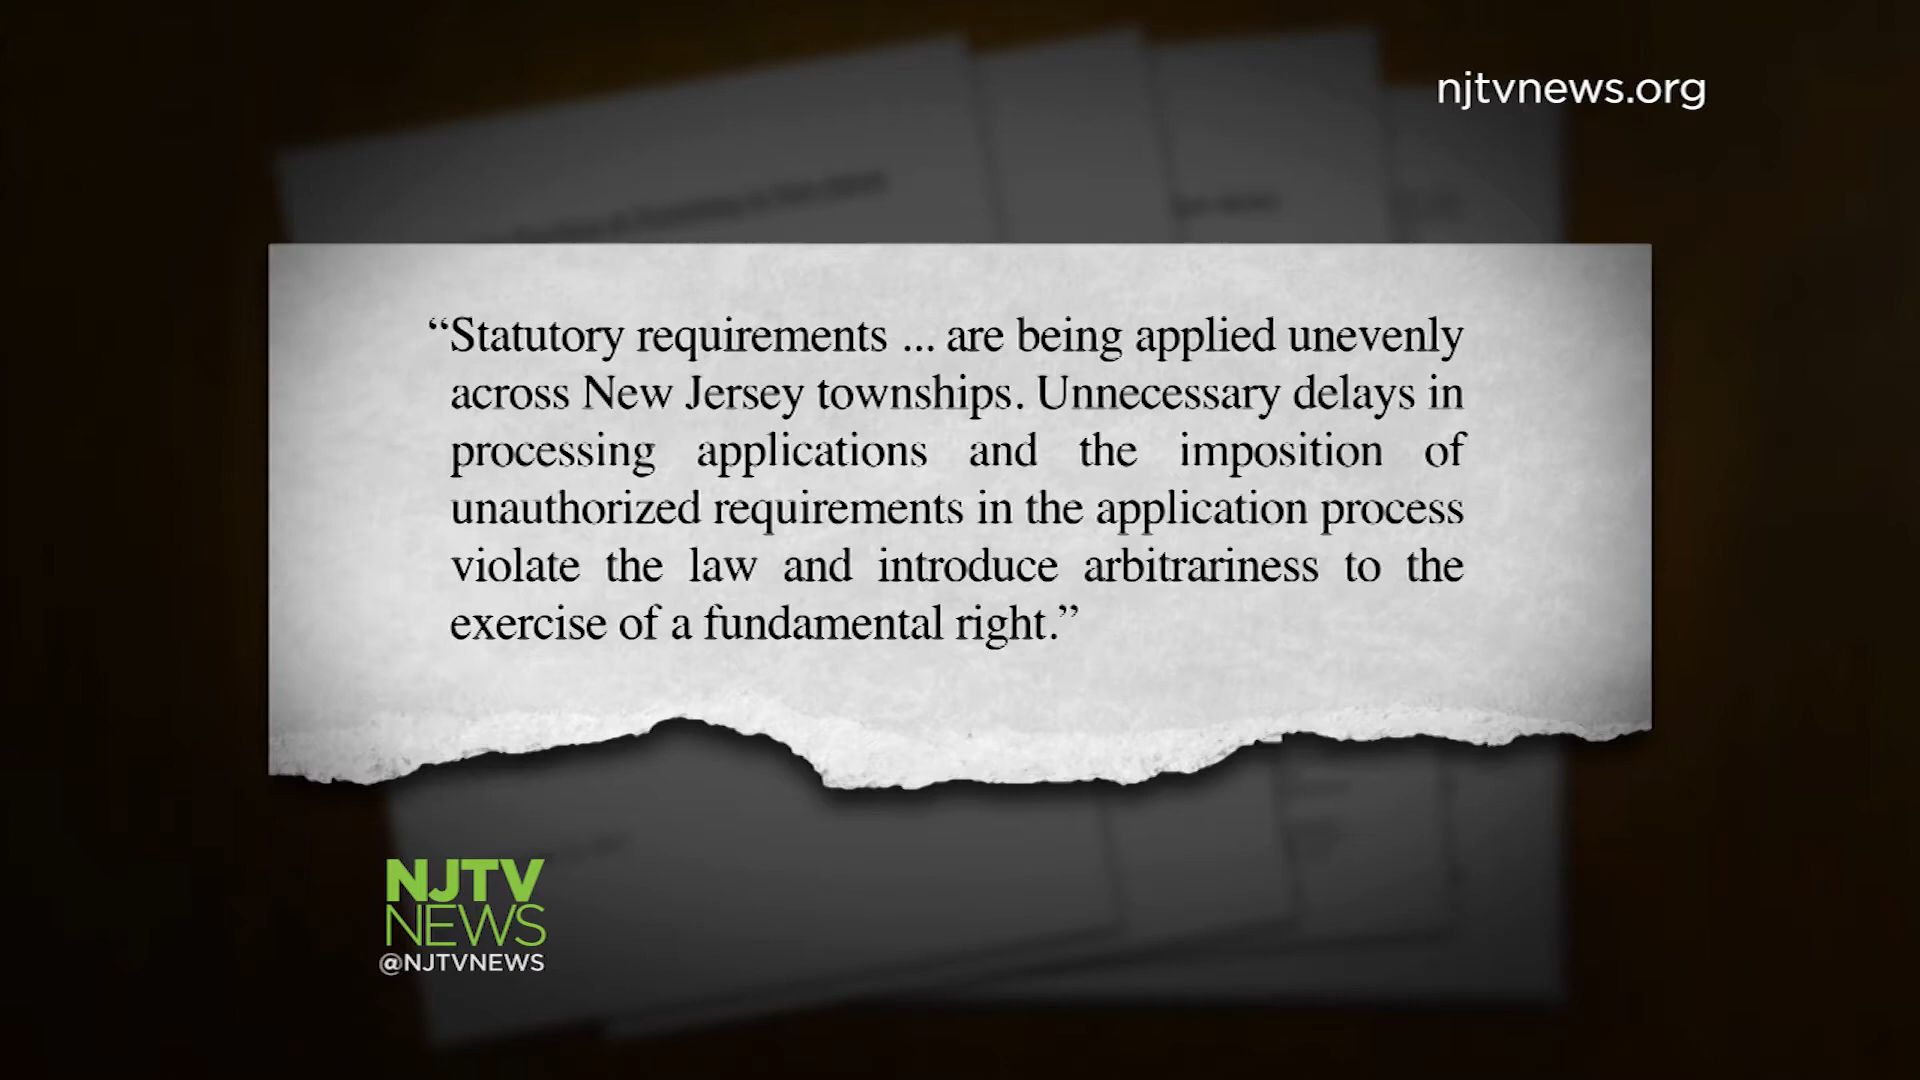 njtvnews.org
“Statutory requirements ... are being applied unevenly
across New Jersey townships. Unnecessary delays in
processing applications and the imposition of
unauthorized requirements in the application process
violate the law and introduce arbitrariness to the
exercise of a fundamental right.”
NJTV
NEWS
@NJTVNEWS